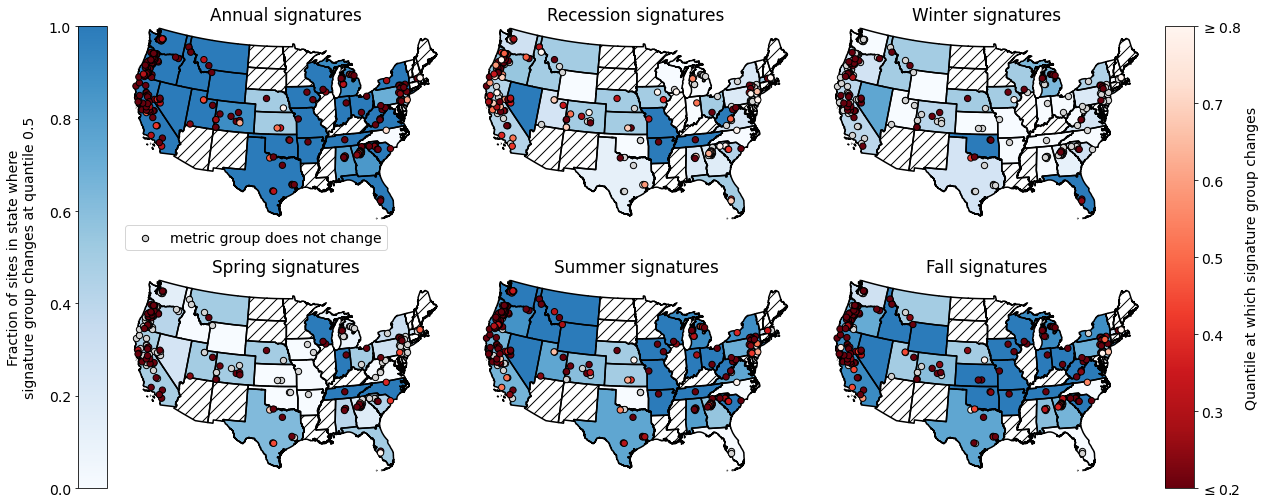 Annual signatures
Recession signatures
Winter signatures
1.0
0.8
0.6
0.4
0.2
0.0
Fraction of sites in state where
signature group changes at quantile 0.5
metric group does not change
Spring signatures
Summer signatures
Fall signatures
≥ 0.8
0.7
0.6
0.5
0.4
0.3
≤ 0.2
Quantile at which signature group changes